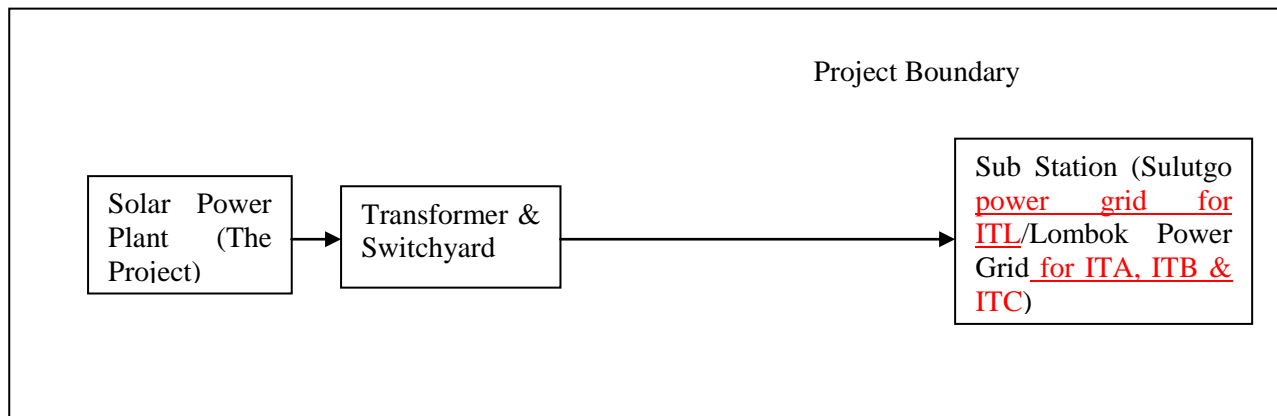 Project Boundary
Solar Power
Plant (The
Project)
Transformer &
Switchyard
Sub Station (Sulutgo
power grid for
ITL/Lombok Power
Grid for ITA, ITB &
ITC)